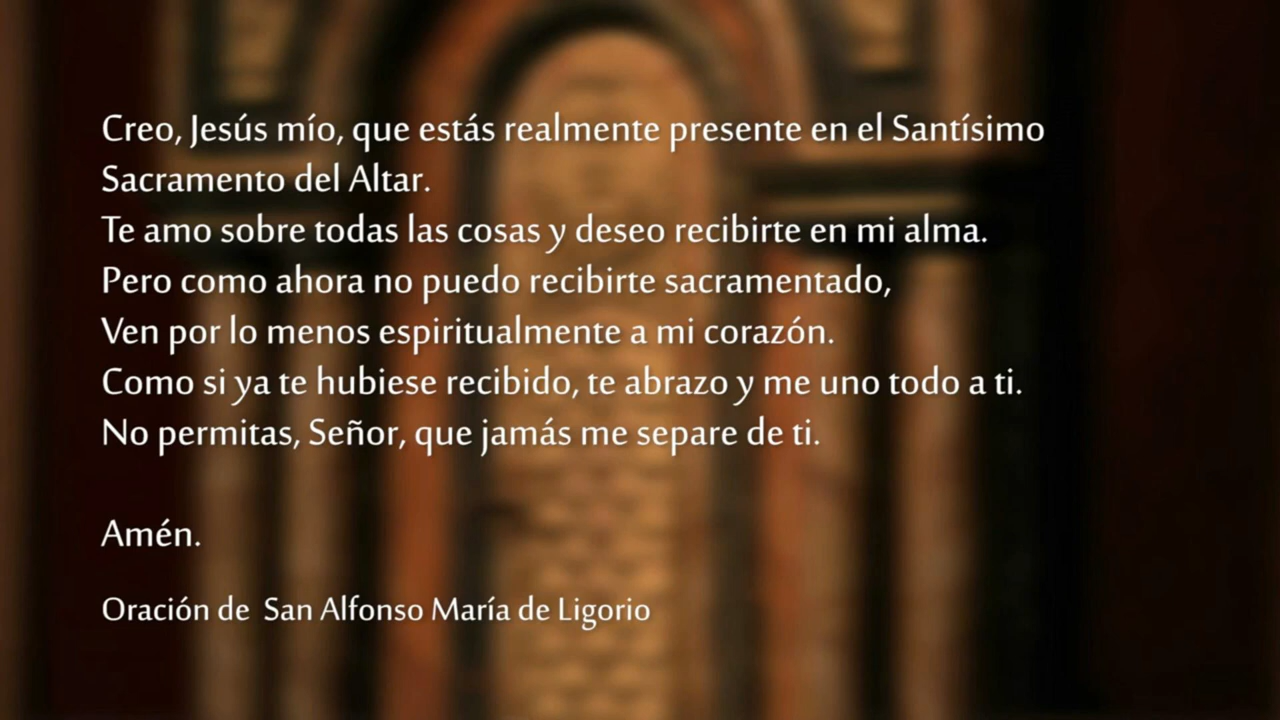 Creo, Jesús mío, que estás realmente presente en el Santísimo
Sacramento del Altar.
Te amo sobre todas las cosas y deseo recibirte en mi alma.
Pero como ahora no puedo recibirte sacramentado,
Ven por lo menos espiritualmente a mi corazón.
Como si ya te hubiese recibido, te abrazo y me uno todo a ti.
No permitas, Señor, que jamás me separe de ti.
Amén.
Oración de  San Alfonso María de Ligorio